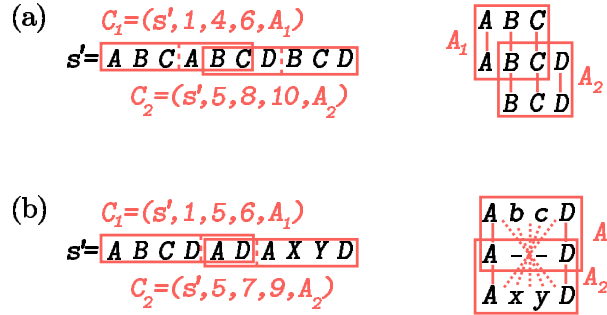 (a) C₁=(s′,1,4,6,A₁)
s′= A B C A B C D B C D
C₂=(s′,5,8,10,A₂)
A B C
A₁
A B C D
A₂
B C D
(b) C₁=(s′,1,5,6,A₁)
s′= A B C D A D A X Y D
C₂=(s′,5,7,9,A₂)
A b c D
A
A - - D
A₂
A x y D